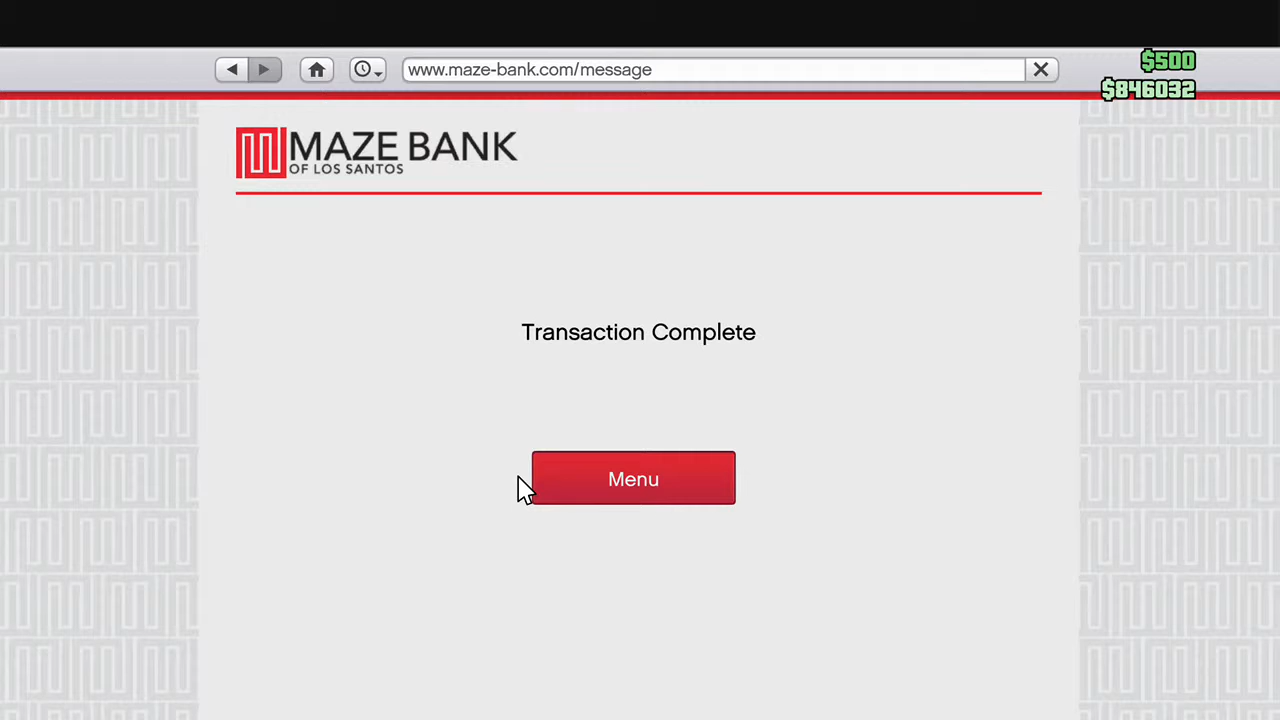 www.maze-bank.com/message
$500
$846032
MAZE BANK
OF LOS SANTOS
Transaction Complete
Menu